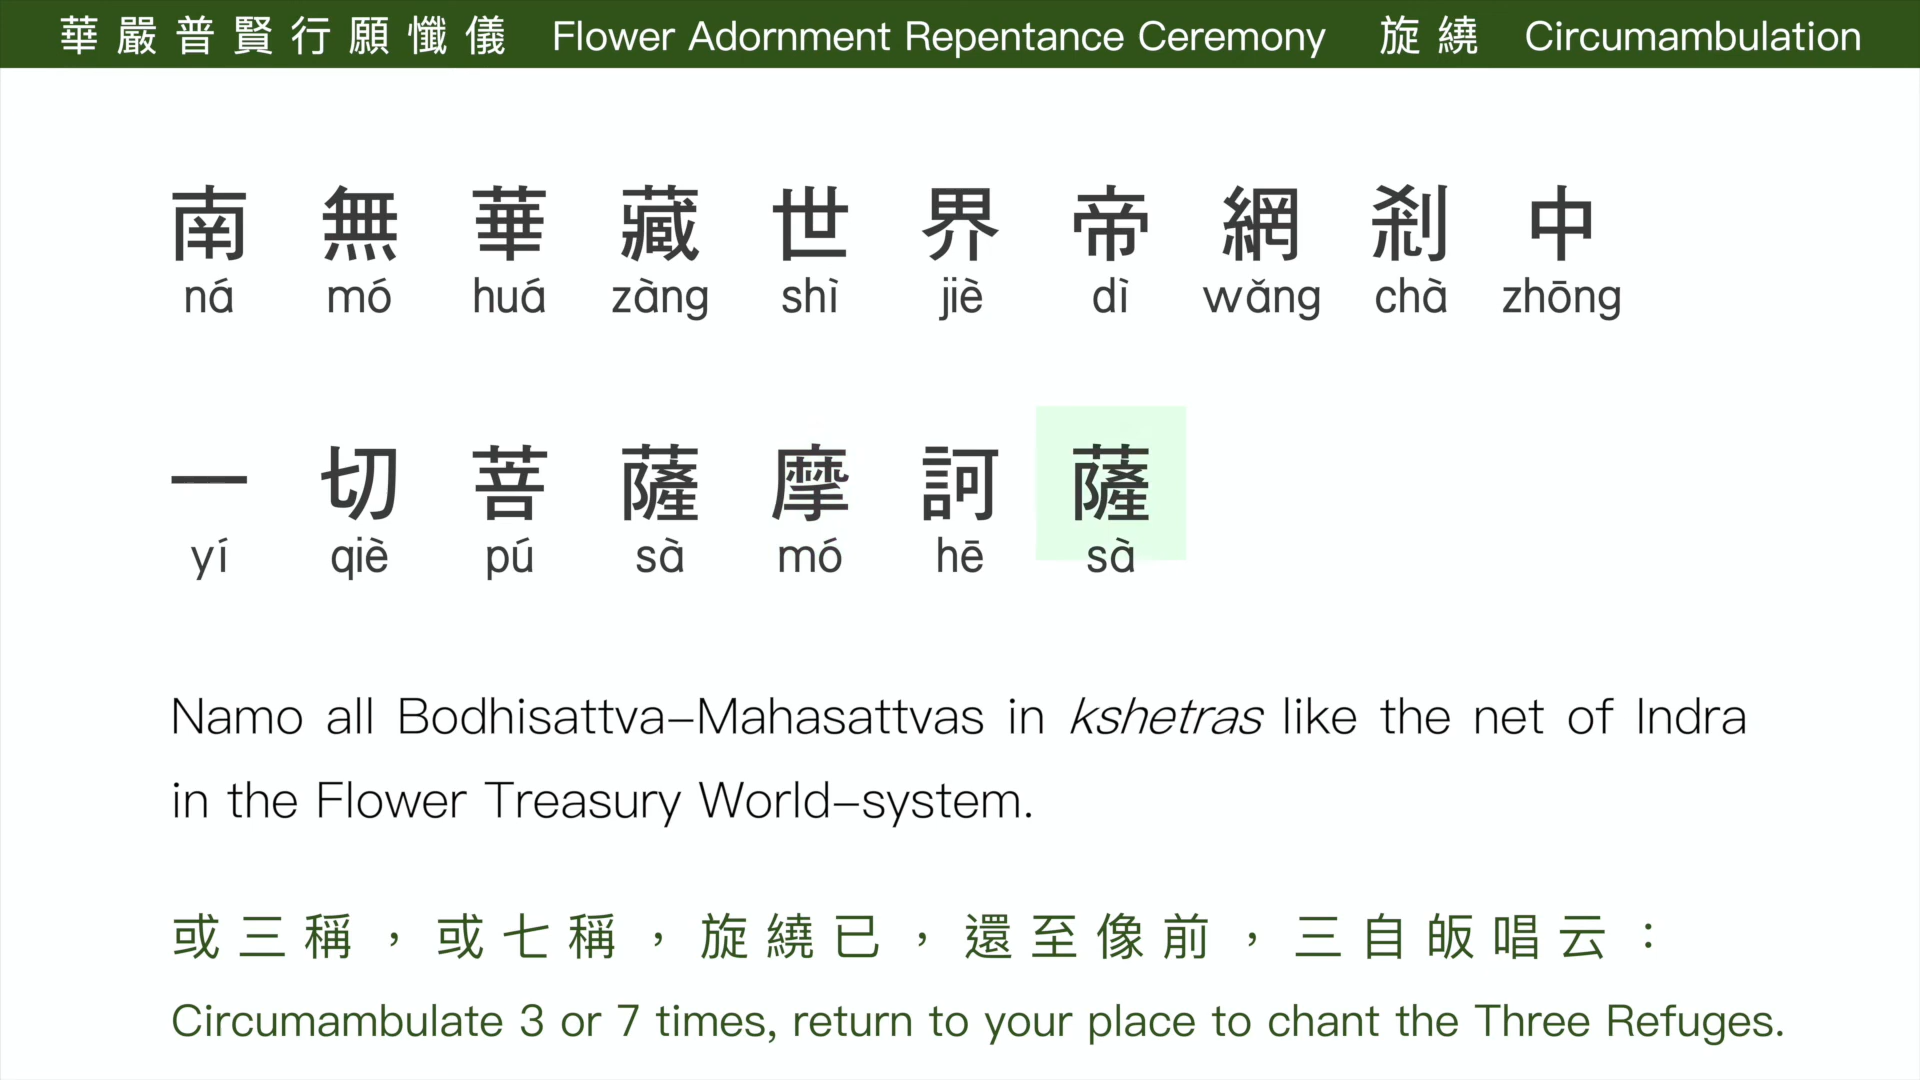 華嚴普賢行願懺儀 Flower Adornment Repentance Ceremony 旋繞 Circumambulation
南無華藏世界帝網剎中
ná mó huá zàng shì jiè dì wǎng chà zhōng
一切菩薩摩訶薩
yí qiè pú sà mó hē sà
Namo all Bodhisattva–Mahasattvas in kshetras like the net of Indra
in the Flower Treasury World–system.
或三稱，或七稱，旋繞已，還至像前，三自皈唱云：
Circumambulate 3 or 7 times, return to your place to chant the Three Refuges.